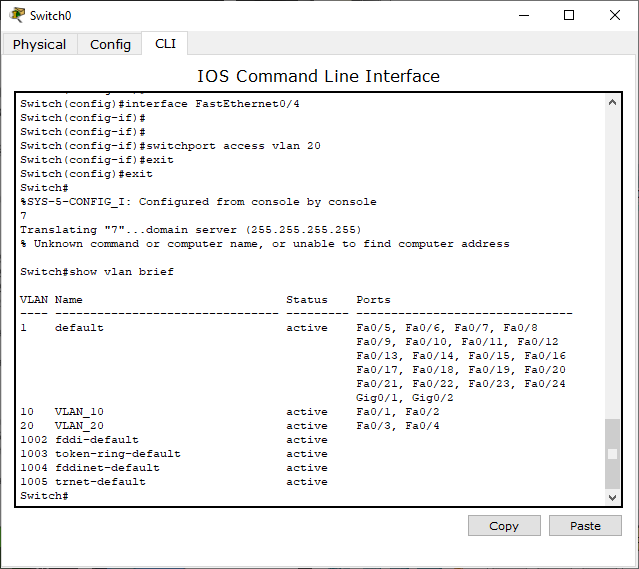 Switch0
Physical Config CLI
IOS Command Line Interface
Switch(config)#interface FastEthernet0/4
Switch(config-if)#
Switch(config-if)#
Switch(config-if)#switchport access vlan 20
Switch(config-if)#exit
Switch(config)#exit
Switch#
%SYS-5-CONFIG_I: Configured from console by console
7
Translating "7"...domain server (255.255.255.255)
% Unknown command or computer name, or unable to find computer address
Switch#show vlan brief
VLAN Name                             Status    Ports
---- -------------------------------- --------- -------------------------------
1    default                          active    Fa0/5, Fa0/6, Fa0/7, Fa0/8
                                                Fa0/9, Fa0/10, Fa0/11, Fa0/12
                                                Fa0/13, Fa0/14, Fa0/15, Fa0/16
                                                Fa0/17, Fa0/18, Fa0/19, Fa0/20
                                                Fa0/21, Fa0/22, Fa0/23, Fa0/24
                                                Gig0/1, Gig0/2
10   VLAN_10                          active    Fa0/1, Fa0/2
20   VLAN_20                          active    Fa0/3, Fa0/4
1002 fddi-default                     active
1003 token-ring-default               active
1004 fddinet-default                  active
1005 trnet-default                    active
Switch#
Copy Paste